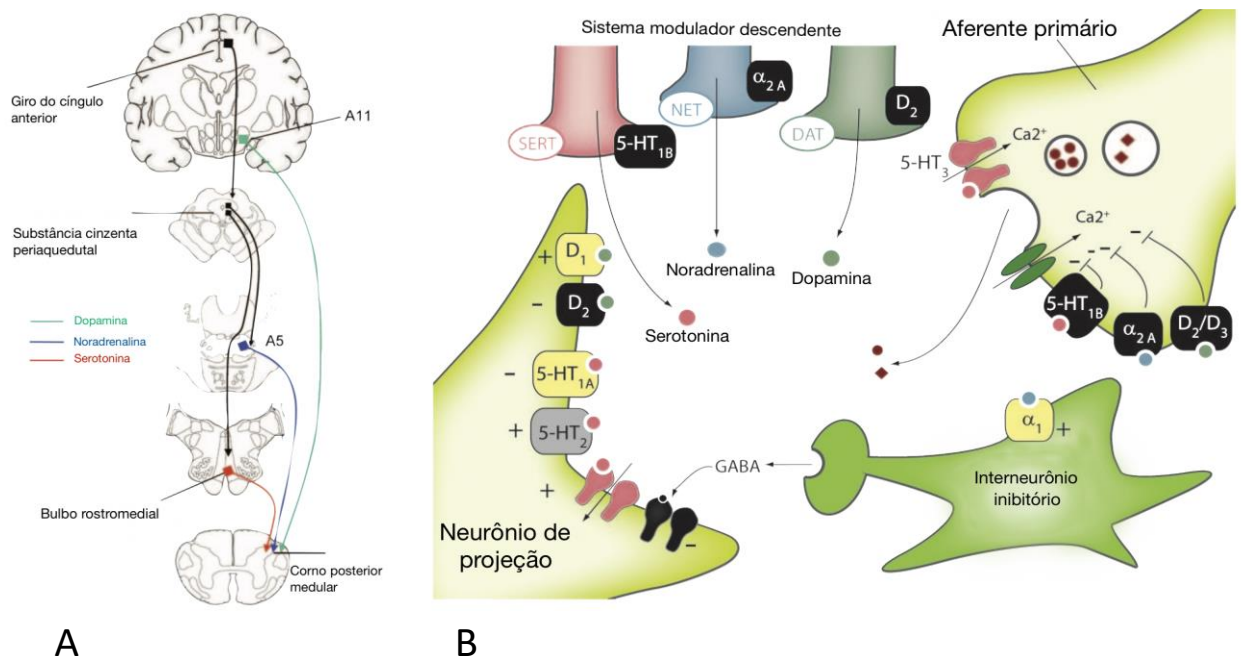 Giro do cíngulo
anterior
A11
Substância cinzenta
periaquedutal
Dopamina
Noradrenalina
Serotonina
A5
Bulbo rostromedial
Corno posterior
medular
A
Sistema modulador descendente
Aferente primário
SERT
5-HT1B
NET
α2 A
DAT
D2
5-HT3
Ca2+
Ca2+
Noradrenalina
Dopamina
Serotonina
+
D1
-
D2
-
5-HT1A
+
5-HT2
+
-
-
-
-
5-HT1B
α2 A
D2/D3
α1
+
GABA
Interneurônio
inibitório
Neurônio de
projeção
-
B